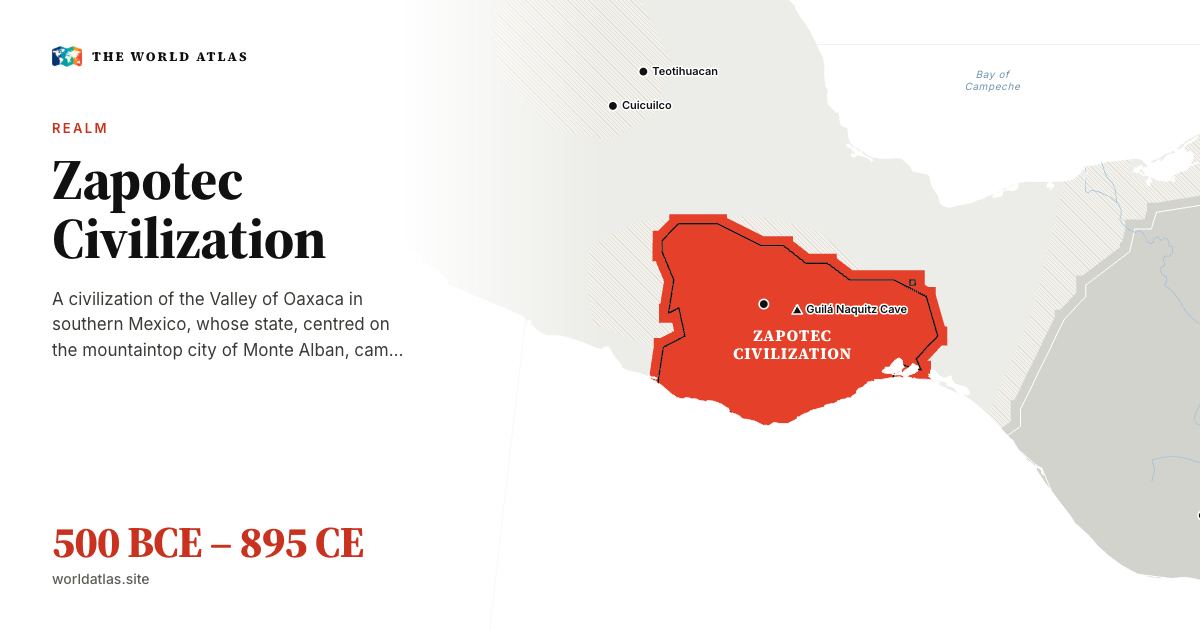 THE WORLD ATLAS
REALM
Zapotec
Civilization
A civilization of the Valley of Oaxaca in
southern Mexico, whose state, centred on
the mountaintop city of Monte Alban, cam...
500 BCE – 895 CE
worldatlas.site
Teotihuacan
Cuicuilco
Bay of
Campeche
Guilá Naquitz Cave
ZAPOTEC
CIVILIZATION